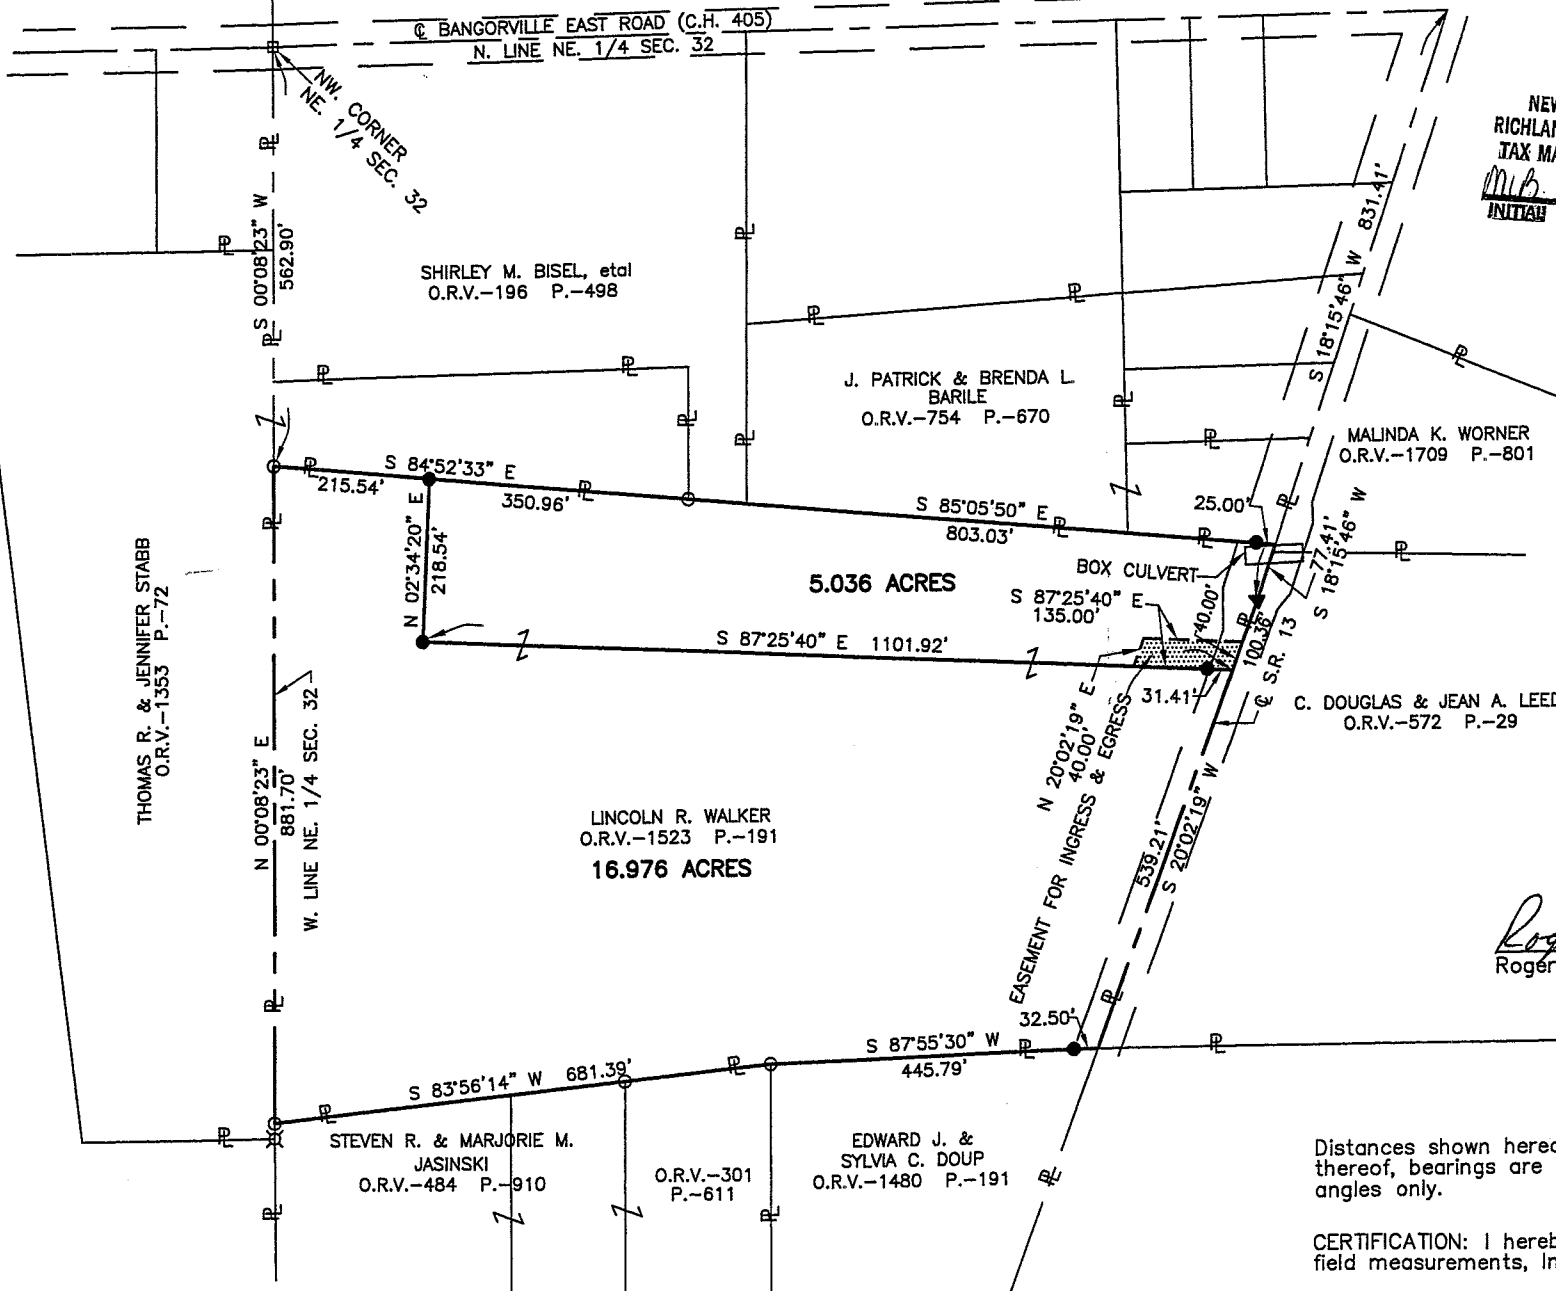 ℄ BANGORVILLE EAST ROAD (C.H. 405)
N. LINE NE. 1/4 SEC. 32
NW. CORNER
NE. 1/4 SEC. 32
S 00°08'23" W
562.90'
SHIRLEY M. BISEL, etal
O.R.V.-196 P.-498
J. PATRICK & BRENDA L.
BARILE
O.R.V.-754 P.-670
S 18°15'46" W 831.41'
RICHLAN
TAX MA
INITIAL
MALINDA K. WORNER
O.R.V.-1709 P.-801
S 84°52'33" E
215.54'
350.96'
S 85°05'50" E
803.03'
25.00'
77.41'
S 18°15'46" W
N 02°34'20" E
218.54'
5.036 ACRES
BOX CULVERT
S 87°25'40" E
135.00'
40.00'
100.36'
S 87°25'40" E 1101.92'
31.41'
℄ S.R. 13
N 20°02'19" E
40.00'
EASEMENT FOR INGRESS & EGRESS
C. DOUGLAS & JEAN A. LEED
O.R.V.-572 P.-29
THOMAS R. & JENNIFER STABB
O.R.V.-1353 P.-72
N 00°08'23" E
881.70'
W. LINE NE. 1/4 SEC. 32
LINCOLN R. WALKER
O.R.V.-1523 P.-191
16.976 ACRES
539.21'
S 20°02'19" W
Roger
32.50'
S 87°55'30" W
445.79'
S 83°56'14" W 681.39'
STEVEN R. & MARJORIE M.
JASINSKI
O.R.V.-484 P.-910
O.R.V.-301
P.-611
EDWARD J. &
SYLVIA C. DOUP
O.R.V.-1480 P.-191
Distances shown hereo
thereof, bearings are
angles only.
CERTIFICATION: I hereb
field measurements, In